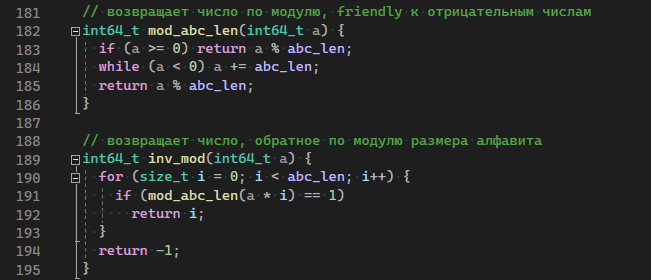 181 // возвращает число по модулю, friendly к отрицательным числам
182 int64_t mod_abc_len(int64_t a) {
183 if (a >= 0) return a % abc_len;
184 while (a < 0) a += abc_len;
185 return a % abc_len;
186 }
187
188 // возвращает число, обратное по модулю размера алфавита
189 int64_t inv_mod(int64_t a) {
190 for (size_t i = 0; i < abc_len; i++) {
191 if (mod_abc_len(a * i) == 1)
192 return i;
193 }
194 return -1;
195 }